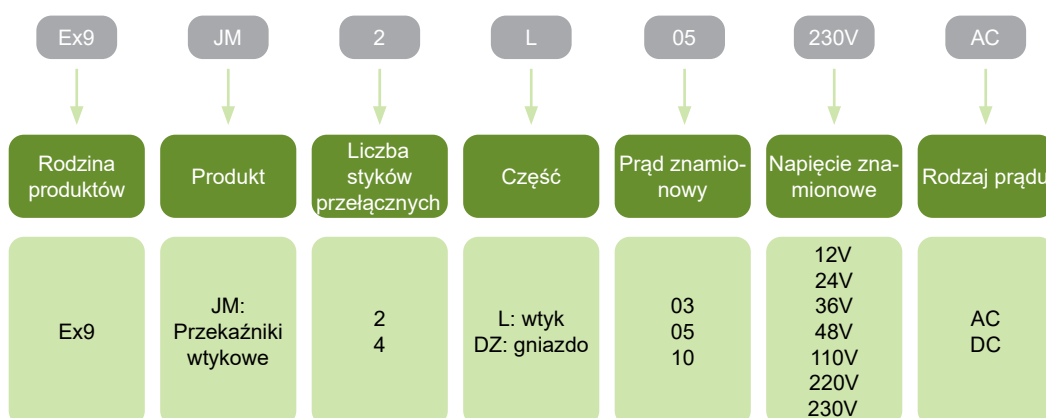 Ex9
JM
2
L
05
230V
AC
Rodzina
produktów
Produkt
Liczba
styków
przełącznych
Część
Prąd znamio-
nowy
Napięcie zna-
mionowe
Rodzaj prądu
Ex9
JM:
Przekaźniki
wtykowe
2
4
L: wtyk
DZ: gniazdo
03
05
10
12V
24V
36V
48V
110V
220V
230V
AC
DC